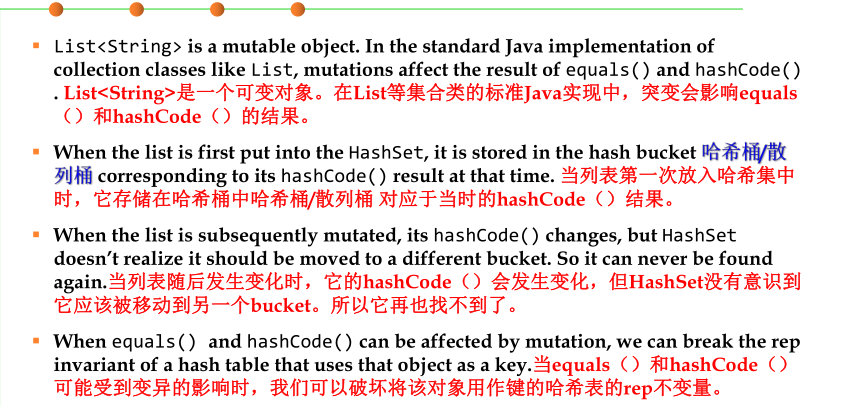 List<String> is a mutable object. In the standard Java implementation of
collection classes like List, mutations affect the result of equals() and hashCode()
. List<String>是一个可变对象。在List等集合类的标准Java实现中，突变会影响equals
（）和hashCode（）的结果。
When the list is first put into the HashSet, it is stored in the hash bucket 哈希桶/散
列桶 corresponding to its hashCode() result at that time. 当列表第一次放入哈希集中
时，它存储在哈希桶中哈希桶/散列桶 对应于当时的hashCode（）结果。
When the list is subsequently mutated, its hashCode() changes, but HashSet
doesn’t realize it should be moved to a different bucket. So it can never be found
again.当列表随后发生变化时，它的hashCode（）会发生变化，但HashSet没有意识到
它应该被移动到另一个bucket。所以它再也找不到了。
When equals() and hashCode() can be affected by mutation, we can break the rep
invariant of a hash table that uses that object as a key.当equals（）和hashCode（）
可能受到变异的影响时，我们可以破坏将该对象用作键的哈希表的rep不变量。